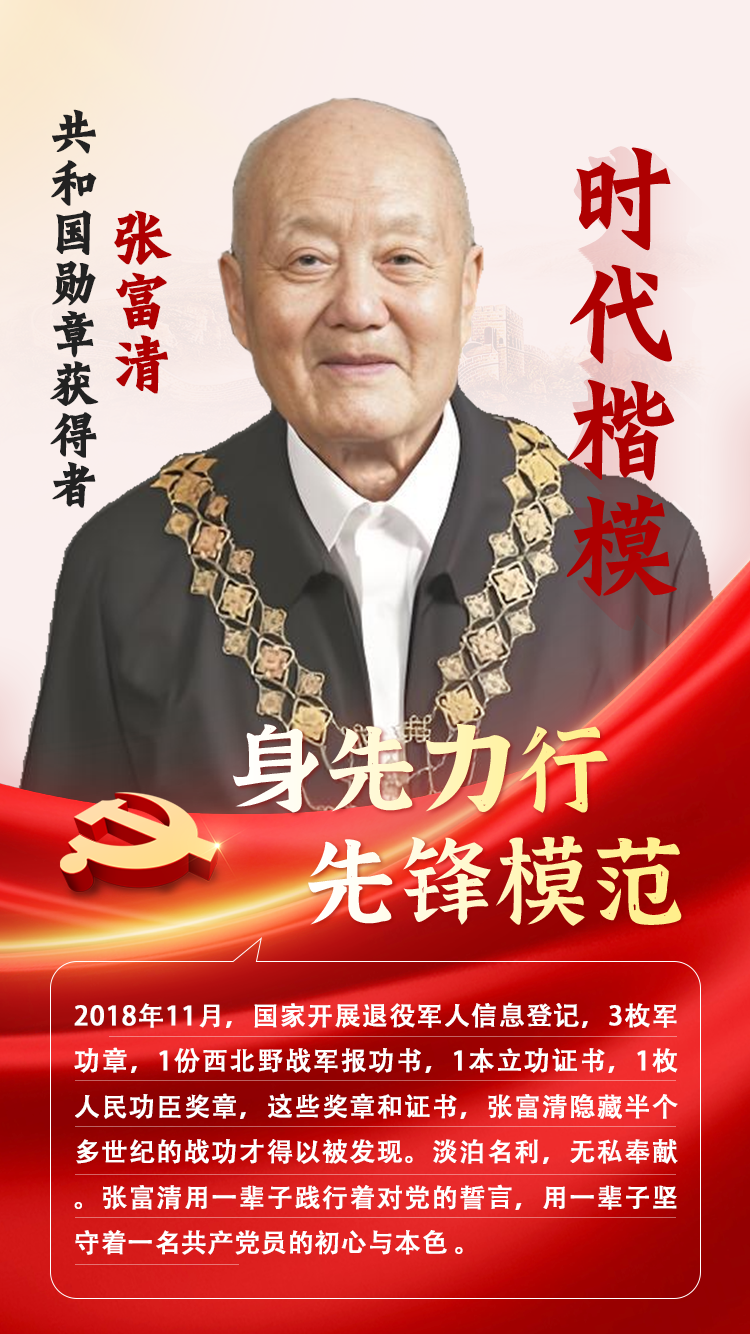 共和国勋章获得者
张富清
时代楷模
身先力行
先锋模范
2018年11月，国家开展退役军人信息登记，3枚军
功章，1份西北野战军报功书，1本立功证书，1枚
人民功臣奖章，这些奖章和证书，张富清隐藏半个
多世纪的战功才得以被发现。淡泊名利，无私奉献
。张富清用一辈子践行着对党的誓言，用一辈子坚
守着一名共产党员的初心与本色。